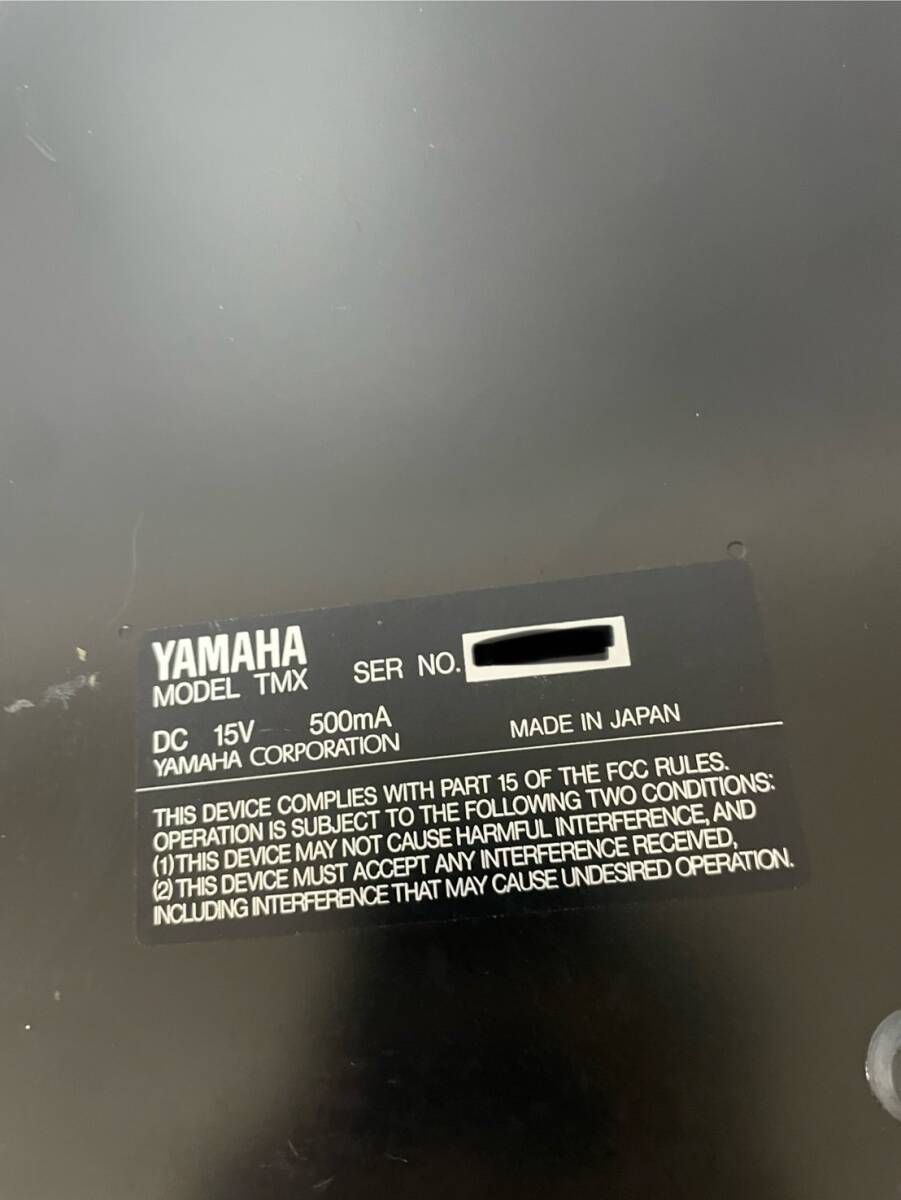 YAMAHA
MODEL TMX SER NO.
DC 15V 500mA
YAMAHA CORPORATION MADE IN JAPAN
THIS DEVICE COMPLIES WITH PART 15 OF THE FCC RULES.
OPERATION IS SUBJECT TO THE FOLLOWING TWO CONDITIONS:
(1) THIS DEVICE MAY NOT CAUSE HARMFUL INTERFERENCE, AND
(2) THIS DEVICE MUST ACCEPT ANY INTERFERENCE RECEIVED,
INCLUDING INTERFERENCE THAT MAY CAUSE UNDESIRED OPERATION.